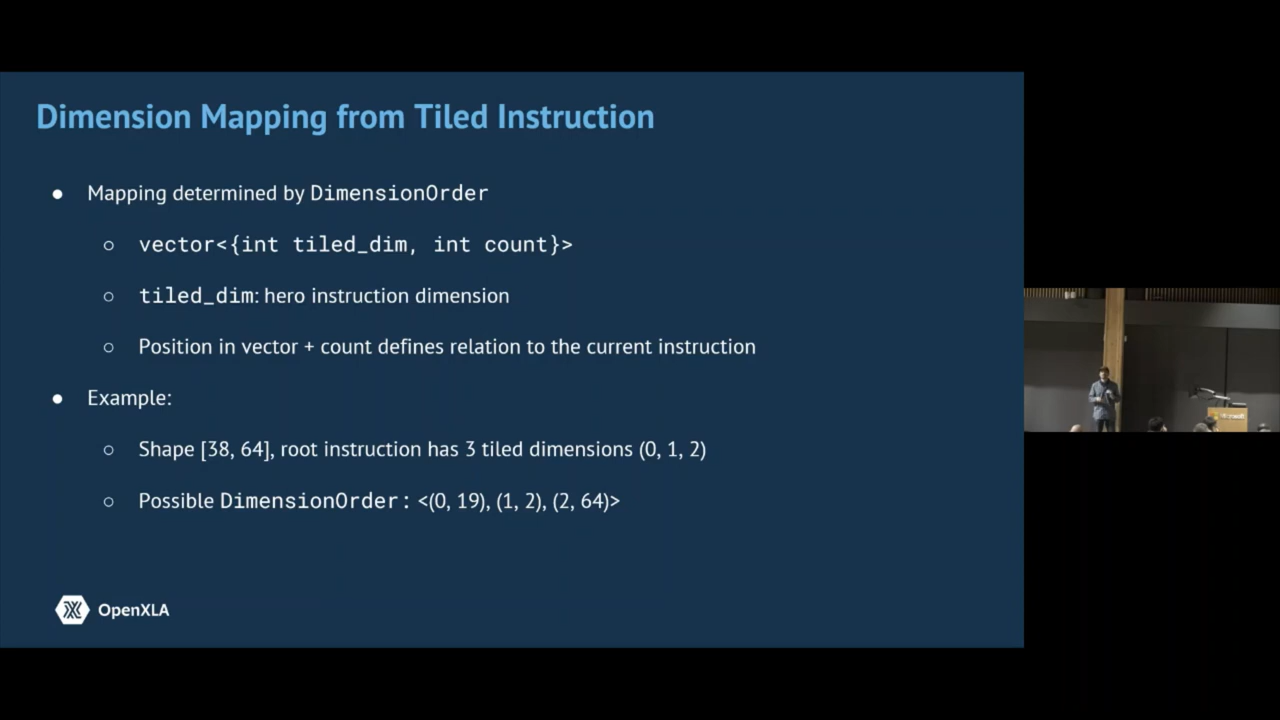 Dimension Mapping from Tiled Instruction
● Mapping determined by DimensionOrder
○ vector<{int tiled_dim, int count}>
○ tiled_dim: hero instruction dimension
○ Position in vector + count defines relation to the current instruction
● Example:
○ Shape [38, 64], root instruction has 3 tiled dimensions (0, 1, 2)
○ Possible DimensionOrder: <(0, 19), (1, 2), (2, 64)>
OpenXLA
Microsoft